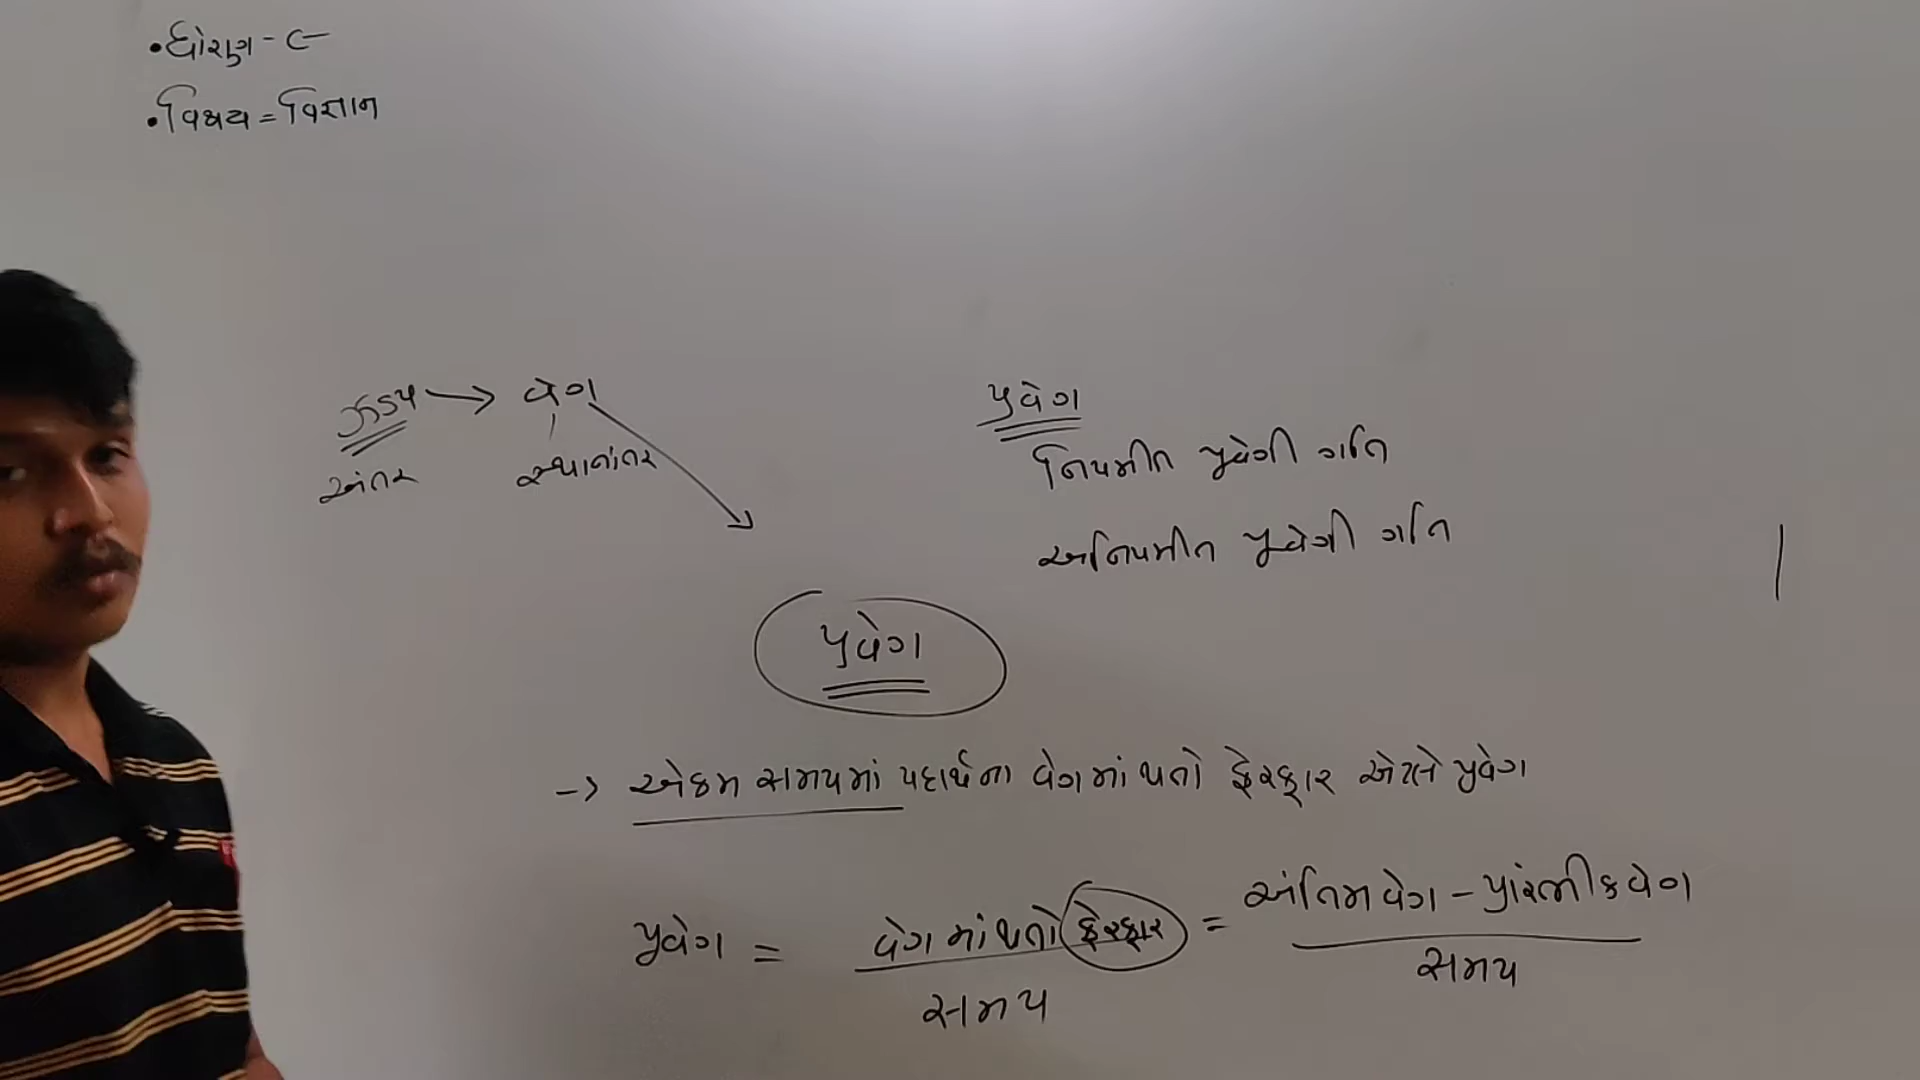 • ધોરણ - ૯
• વિષય = વિજ્ઞાન
ઝડપ → વેગ
અંતર સ્થાનાંતર
પ્રવેગ
નિયમીત પ્રવેગી ગતિ
અનિયમીત પ્રવેગી ગતિ
પ્રવેગ
→ એકમ સમયમાં પદાર્થના વેગમાં થતો ફેરફાર એટલે પ્રવેગ
પ્રવેગ = વેગમાં થતો ફેરફાર / સમય = અંતિમ વેગ - પ્રારંભીક વેગ / સમય